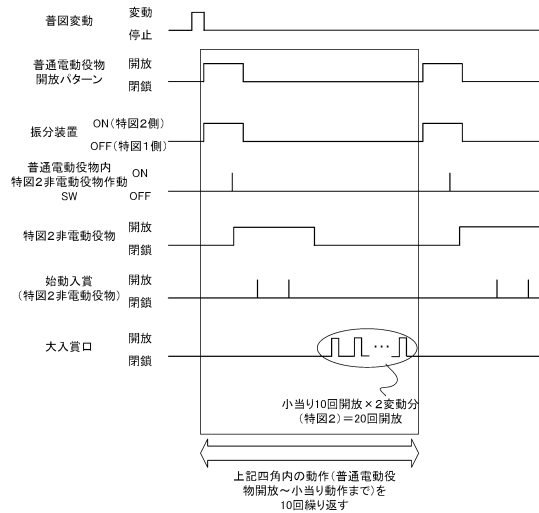 普図変動
変動
停止
普通電動役物
開放パターン
開放
閉鎖
振分装置
ON(特図2側)
OFF(特図1側)
普通電動役物内
特図2非電動役物作動
SW
ON
OFF
特図2非電動役物
開放
閉鎖
始動入賞
(特図2非電動役物)
開放
閉鎖
大入賞口
開放
閉鎖
･･･
小当り10回開放×2変動分
(特図2)=20回開放
上記四角内の動作(普通電動役
物開放~小当り動作まで)を
10回繰り返す